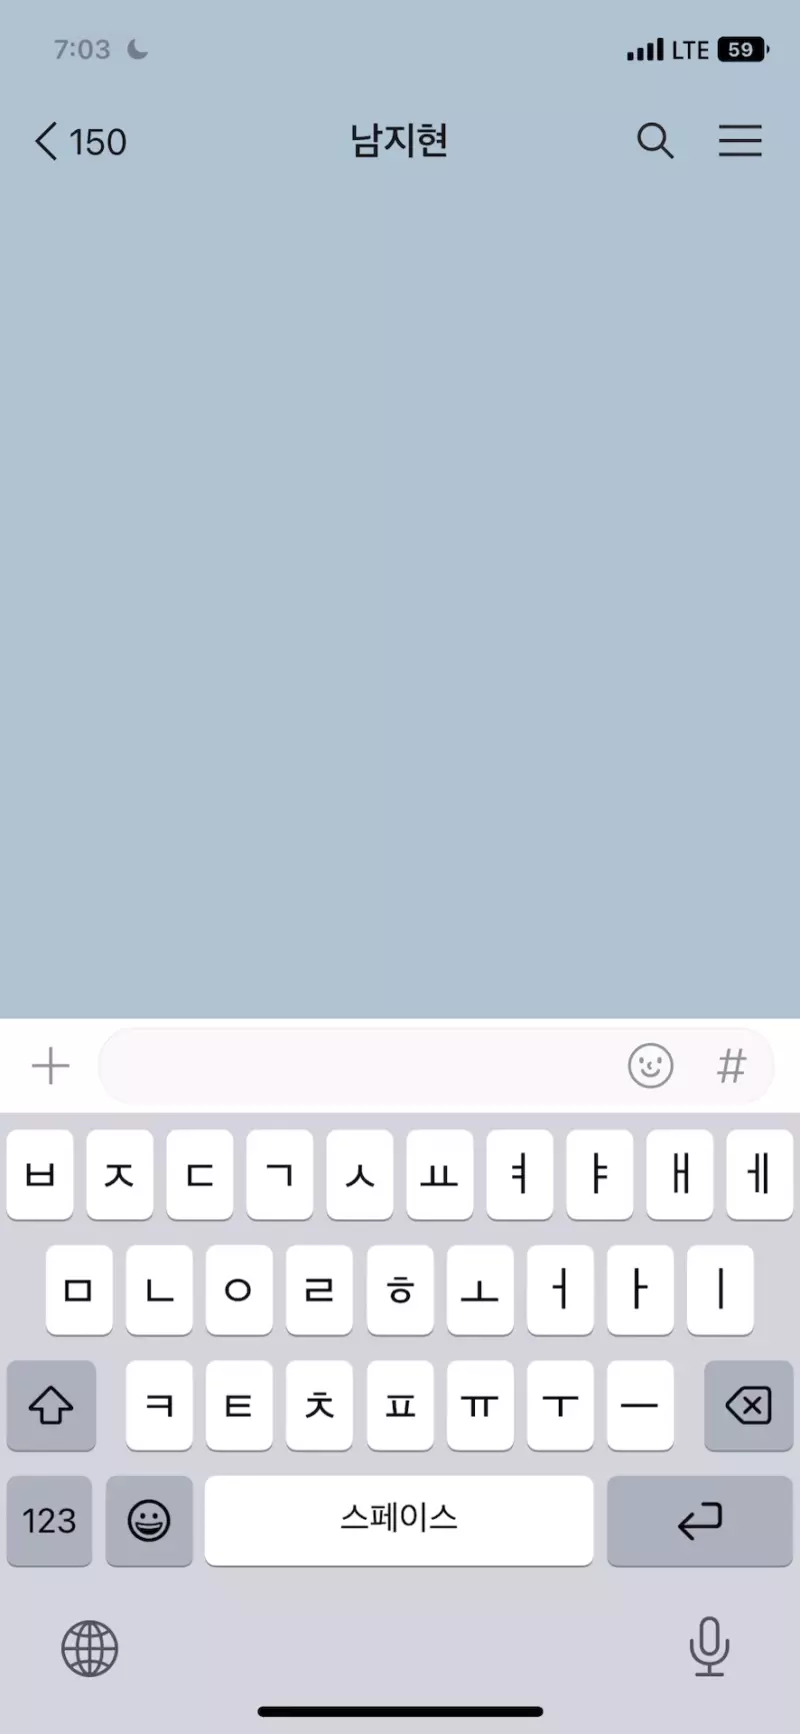 7:03 LTE 59
150 남지현
#
ㅂ ㅈ ㄷ ㄱ ㅅ ㅛ ㅕ ㅑ ㅐ ㅔ
ㅁ ㄴ ㅇ ㄹ ㅎ ㅗ ㅓ ㅏ ㅣ
ㅋ ㅌ ㅊ ㅍ ㅠ ㅜ ㅡ
123 스페이스